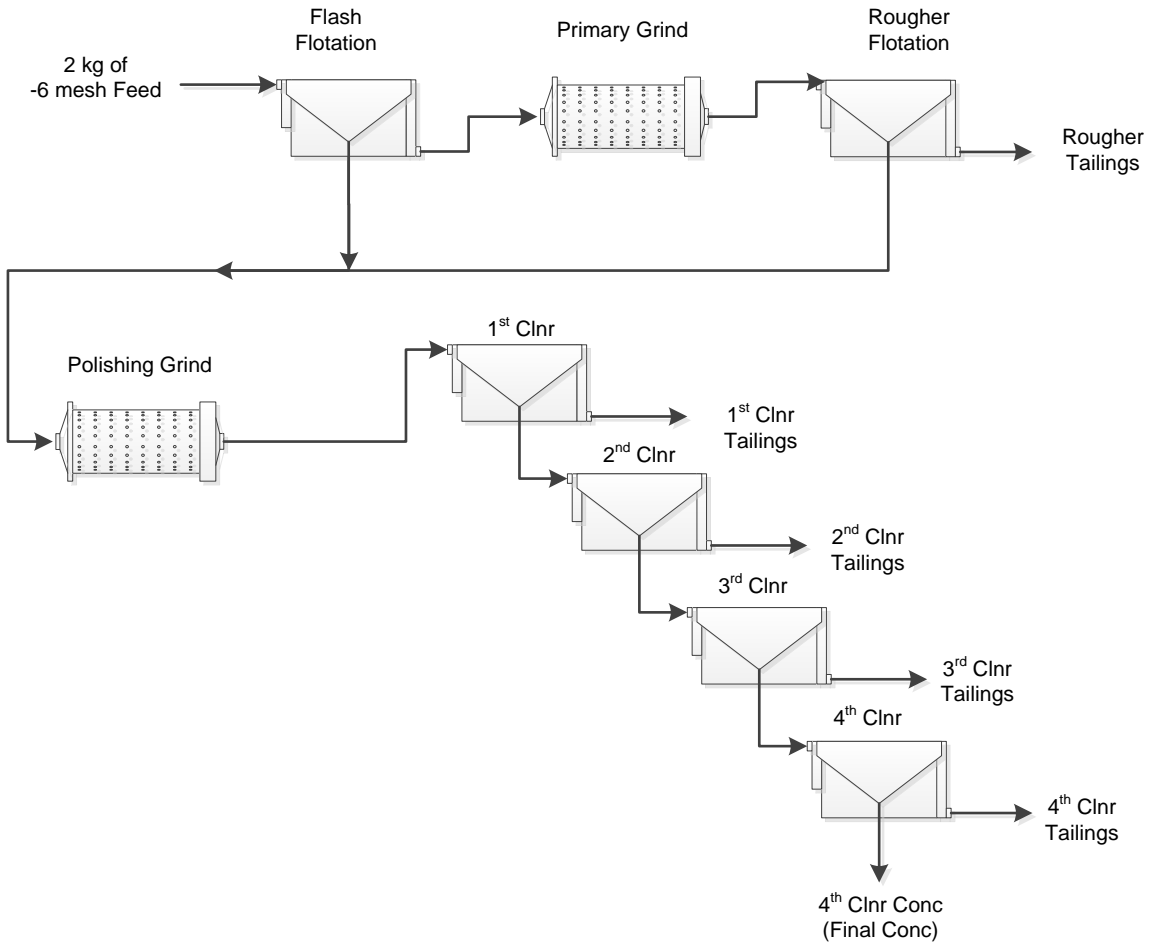 Flash
Flotation
Primary Grind
Rougher
Flotation
2 kg of
-6 mesh Feed
Rougher
Tailings
1st Clnr
Polishing Grind
1st Clnr
Tailings
2nd Clnr
2nd Clnr
Tailings
3rd Clnr
3rd Clnr
Tailings
4th Clnr
4th Clnr
Tailings
4th Clnr Conc
(Final Conc)